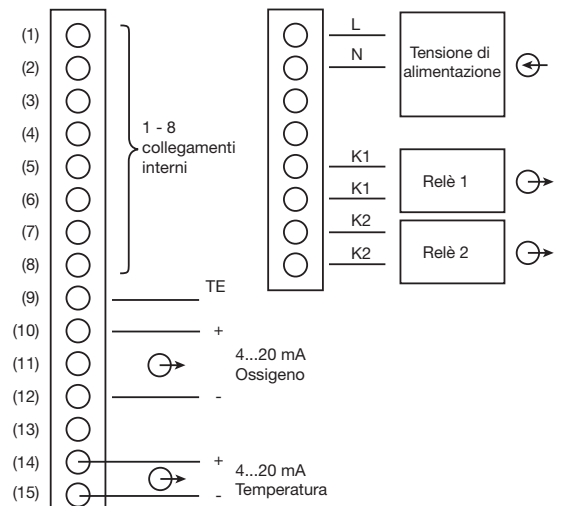 (1)
(2)
(3)
(4)
(5)
(6)
(7)
(8)
(9)
(10)
(11)
(12)
(13)
(14)
(15)
1 - 8
collegamenti
interni
TE
+
4...20 mA
Ossigeno
-
+
4...20 mA
Temperatura
-
L
N
Tensione di
alimentazione
K1
K1
Relè 1
K2
K2
Relè 2